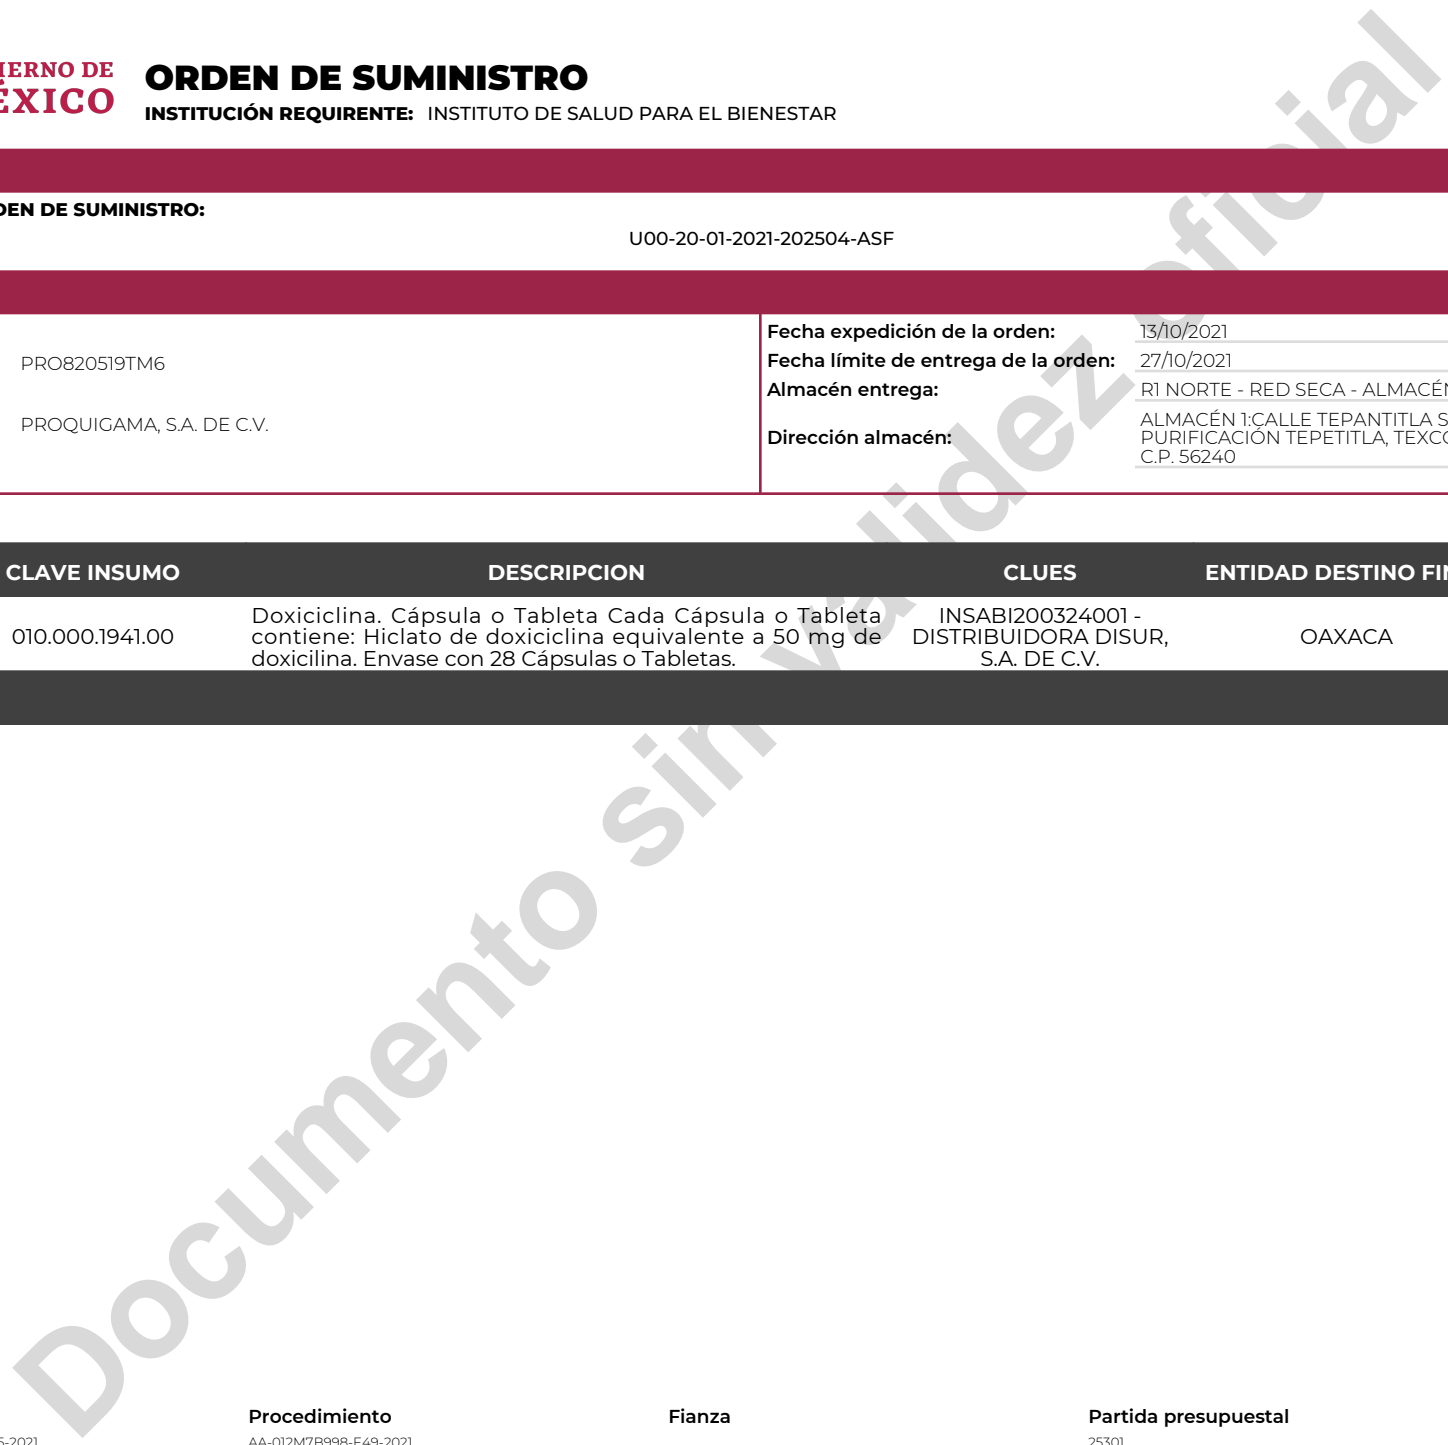 IERNO DE
ÉXICO
ORDEN DE SUMINISTRO
INSTITUCIÓN REQUIRENTE: INSTITUTO DE SALUD PARA EL BIENESTAR
DEN DE SUMINISTRO:
U00-20-01-2021-202504-ASF
PRO820519TM6
PROQUIGAMA, S.A. DE C.V.
Fecha expedición de la orden: 13/10/2021
Fecha límite de entrega de la orden: 27/10/2021
Almacén entrega: R1 NORTE - RED SECA - ALMACÉN
Dirección almacén: ALMACÉN 1:CALLE TEPANTITLA S
PURIFICACIÓN TEPETITLA, TEXCO
C.P. 56240
CLAVE INSUMO DESCRIPCION CLUES ENTIDAD DESTINO FIN
010.000.1941.00
Doxiciclina. Cápsula o Tableta Cada Cápsula o Tableta
contiene: Hiclato de doxiciclina equivalente a 50 mg de
doxicilina. Envase con 28 Cápsulas o Tabletas.
INSABI200324001 -
DISTRIBUIDORA DISUR,
S.A. DE C.V.
OAXACA
Documento sin validez oficial
Procedimiento Fianza Partida presupuestal
5-2021 AA-012M7B998-E49-2021 25301